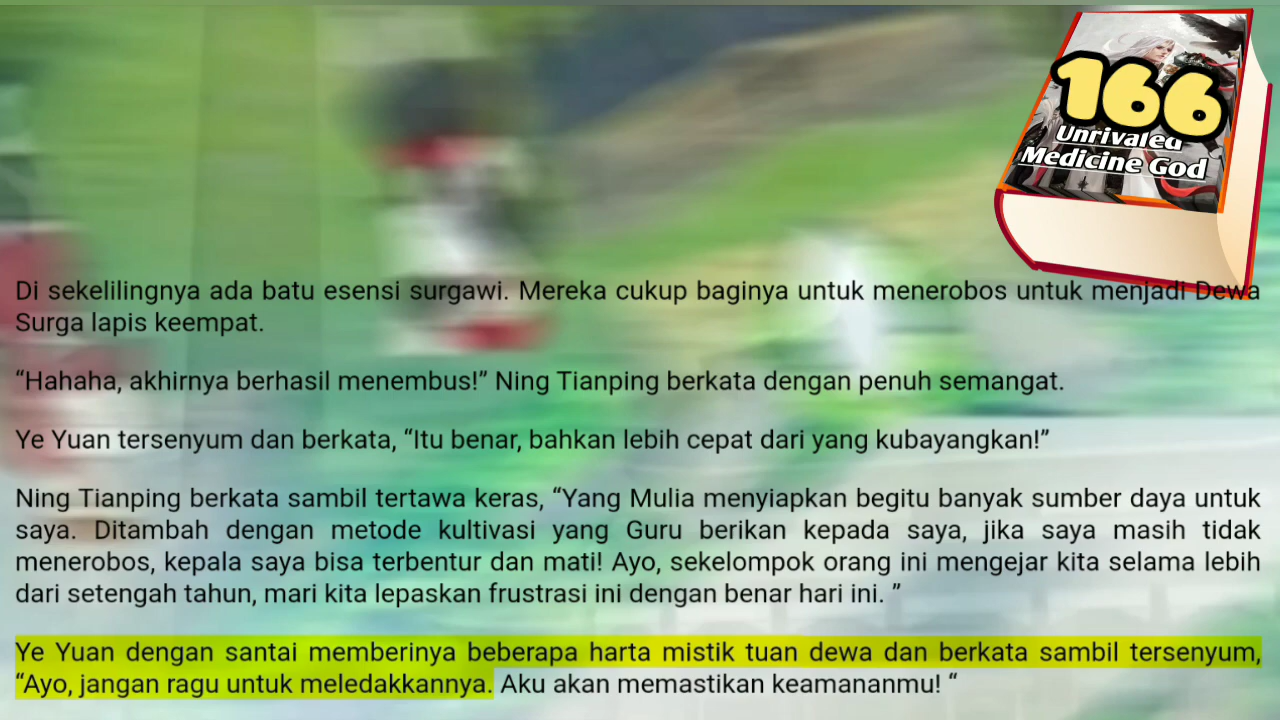 166
Unrivaled
Medicine God
Di sekelilingnya ada batu esensi surgawi. Mereka cukup baginya untuk menerobos untuk menjadi Dewa
Surga lapis keempat.
“Hahaha, akhirnya berhasil menembus!” Ning Tianping berkata dengan penuh semangat.
Ye Yuan tersenyum dan berkata, “Itu benar, bahkan lebih cepat dari yang kubayangkan!”
Ning Tianping berkata sambil tertawa keras, “Yang Mulia menyiapkan begitu banyak sumber daya untuk
saya. Ditambah dengan metode kultivasi yang Guru berikan kepada saya, jika saya masih tidak
menerobos, kepala saya bisa terbentur dan mati! Ayo, sekelompok orang ini mengejar kita selama lebih
dari setengah tahun, mari kita lepaskan frustrasi ini dengan benar hari ini. ”
Ye Yuan dengan santai memberinya beberapa harta mistik tuan dewa dan berkata sambil tersenyum,
“Ayo, jangan ragu untuk meledakkannya. Aku akan memastikan keamananmu! “